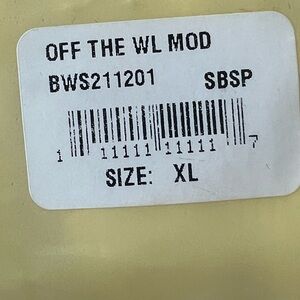 OFF THE WL MOD
BWS211201 SBSP
1 11111 11111 7
SIZE: XL